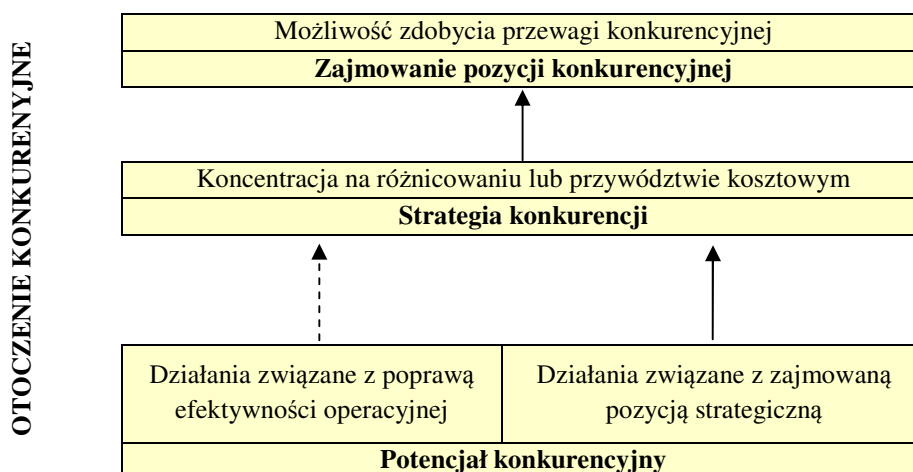 OTOCZENIE KONKURENYJNE
Możliwość zdobycia przewagi konkurencyjnej
Zajmowanie pozycji konkurencyjnej
Koncentracja na różnicowaniu lub przywództwie kosztowym
Strategia konkurencji
Działania związane z poprawą
efektywności operacyjnej
Działania związane z zajmowaną
pozycją strategiczną
Potencjał konkurencyjny